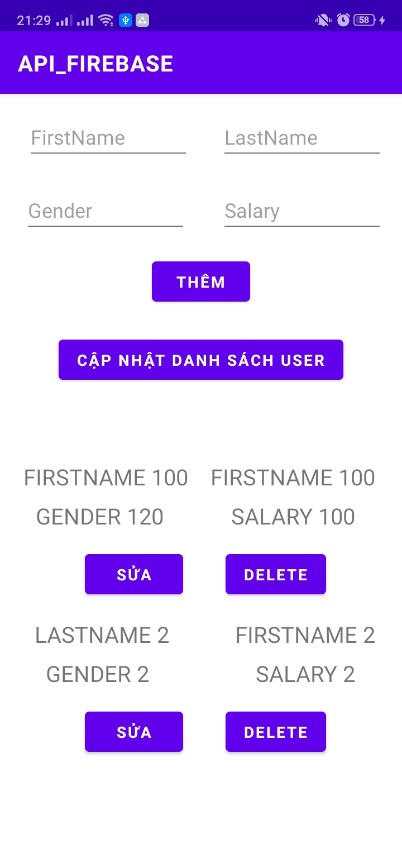 21:29 58
API_FIREBASE
FirstName LastName
Gender Salary
THÊM
CẬP NHẬT DANH SÁCH USER
FIRSTNAME 100 FIRSTNAME 100
GENDER 120 SALARY 100
SỬA DELETE
LASTNAME 2 FIRSTNAME 2
GENDER 2 SALARY 2
SỬA DELETE